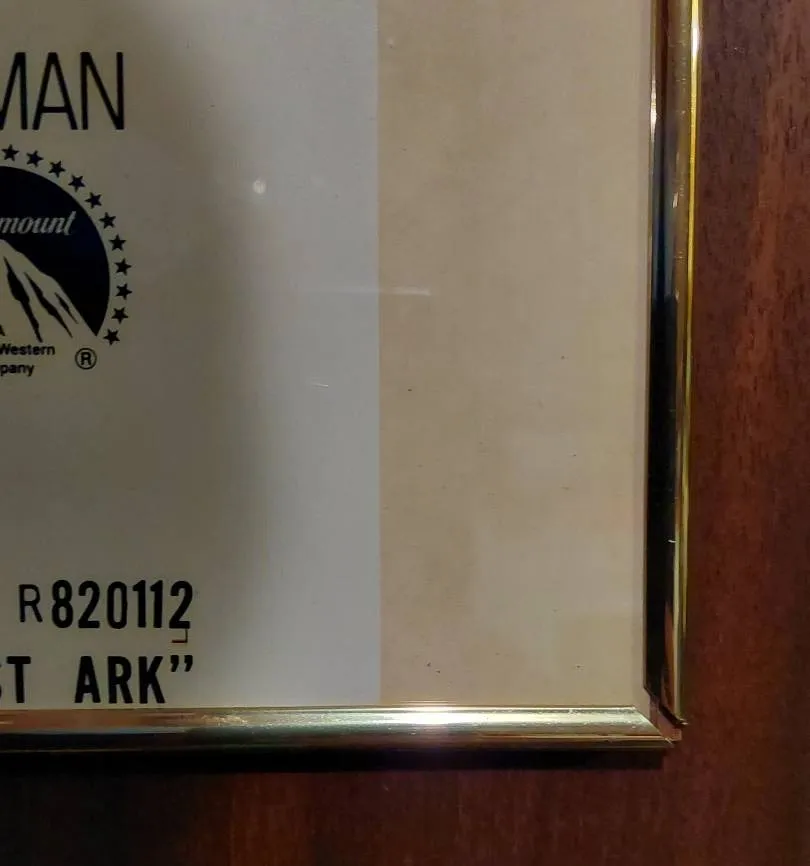 MAN
mount
Western
pany
®
R820112
ST ARK”